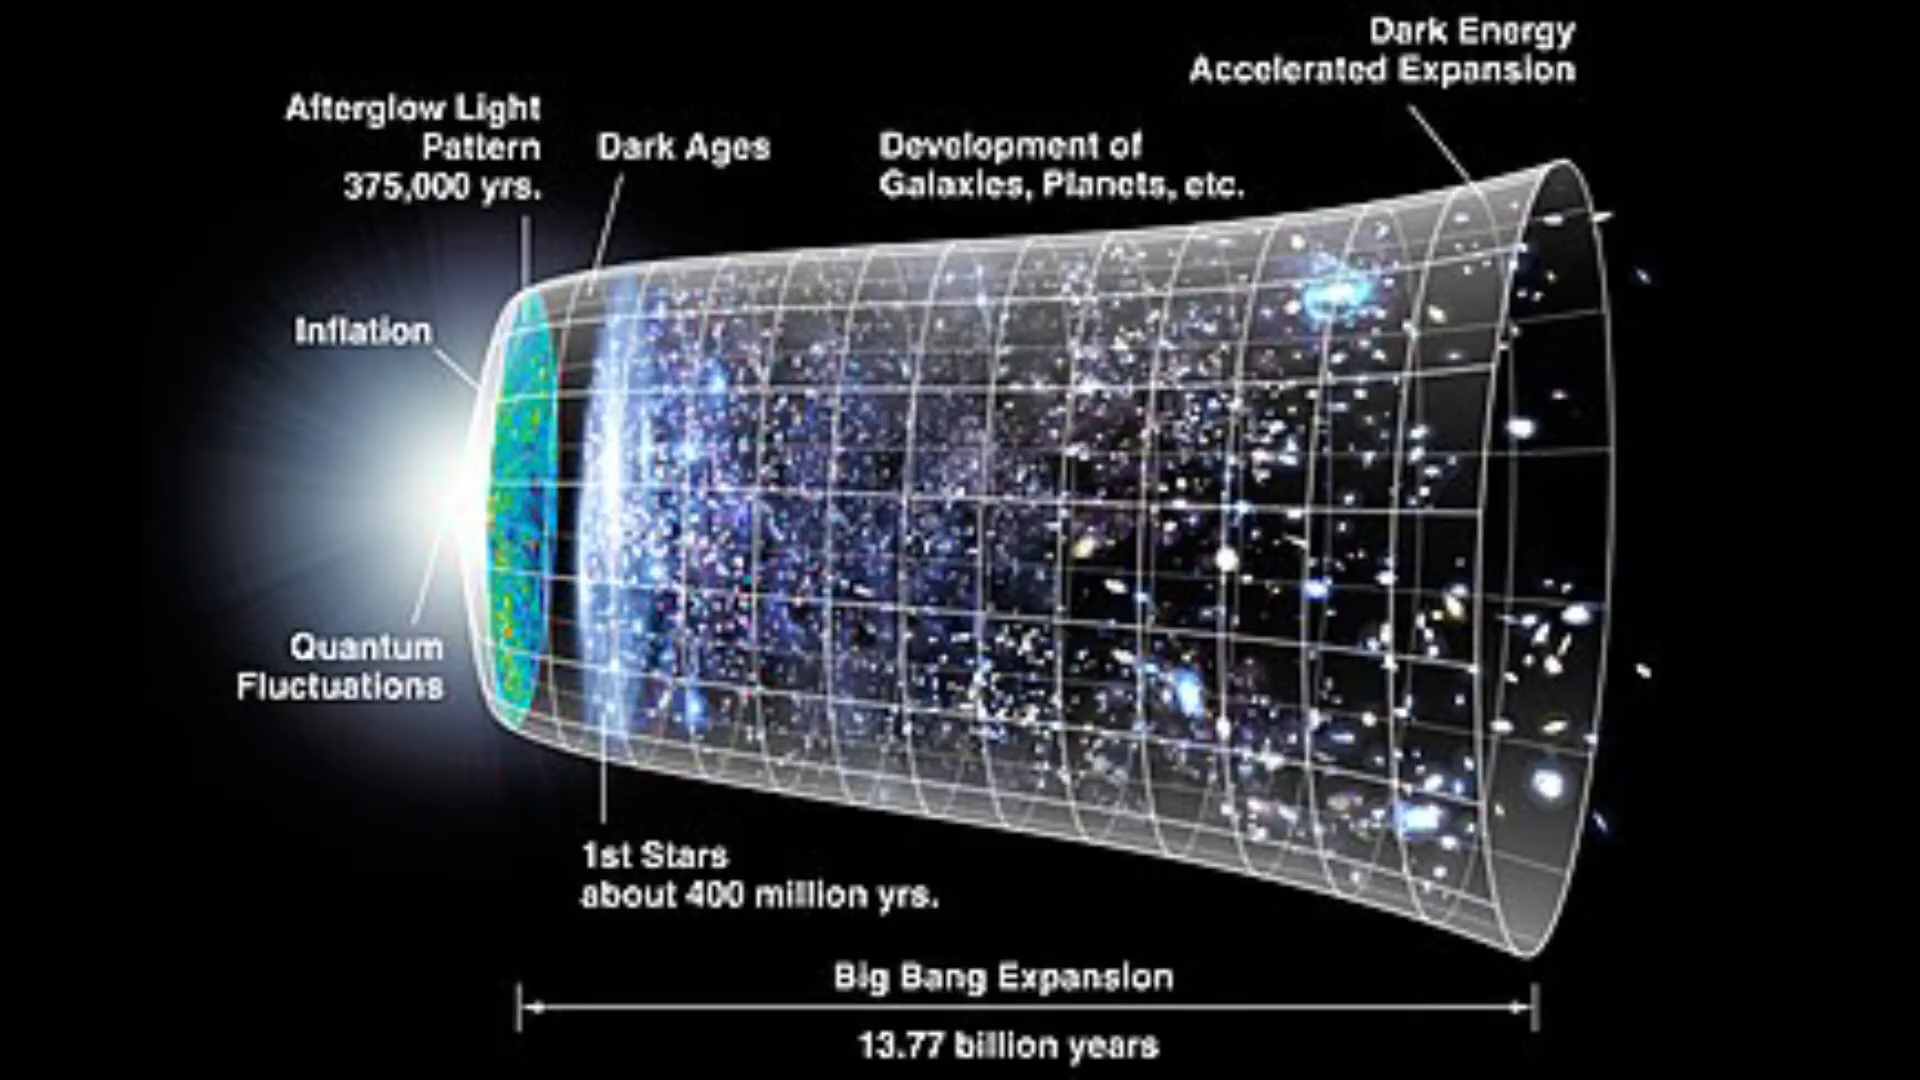 Dark Energy
Accelerated Expansion
Afterglow Light
Pattern
375,000 yrs.
Dark Ages
Development of
Galaxies, Planets, etc.
Inflation
Quantum
Fluctuations
1st Stars
about 400 million yrs.
Big Bang Expansion
13.77 billion years